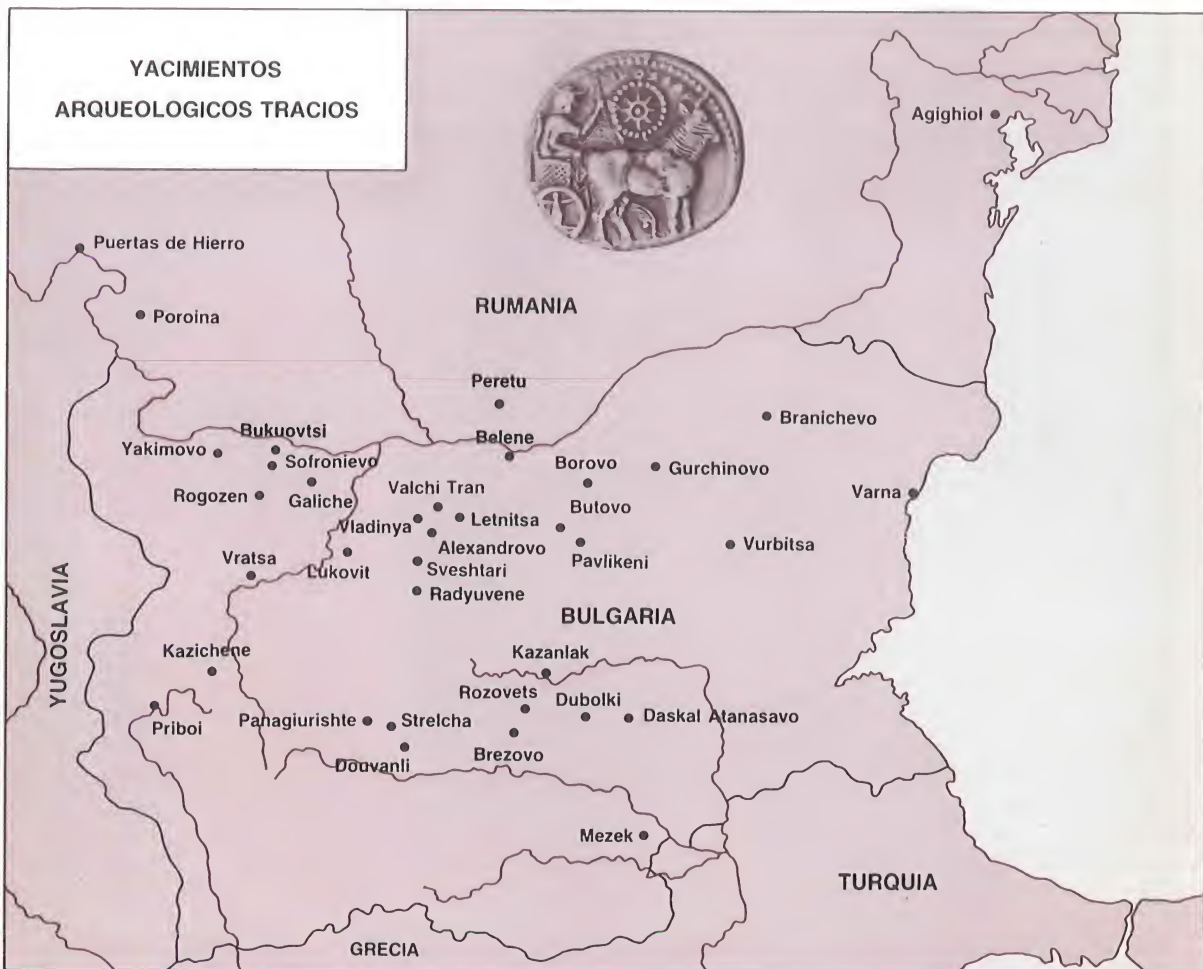 YACIMIENTOS
ARQUEOLOGICOS TRACIOS
Agighiol
Puertas de Hierro
Poroina
RUMANIA
Peretu
Branichevo
Bukuovtsi
Belene
Yakimovo
Sofronievo
Borovo
Gurchinovo
Rogozen
Galiche
Valchi Tran
Varna
Butovo
Vladinya
Letnitsa
Alexandrovo
Pavlikeni
Vurbitsa
Vratsa
Lukovit
Sveshtari
Radyuvene
YUGOSLAVIA
BULGARIA
Kazichene
Kazanlak
Rozovets
Dubolki
Priboi
Panagiurishte
Strelcha
Daskal Atanasavo
Douvanli
Brezovo
Mezek
TURQUIA
GRECIA